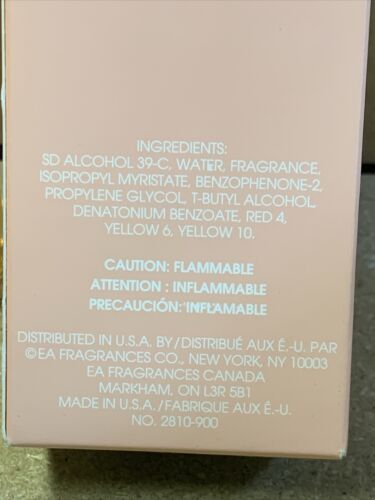 INGREDIENTS:
SD ALCOHOL 39-C, WATER, FRAGRANCE,
ISOPROPYL MYRISTATE, BENZOPHENONE-2,
PROPYLENE GLYCOL, T-BUTYL ALCOHOL,
DENATONIUM BENZOATE, RED 4,
YELLOW 6, YELLOW 10.
CAUTION: FLAMMABLE
ATTENTION : INFLAMMABLE
PRECAUCIÓN: INFLAMABLE
DISTRIBUTED IN U.S.A. BY/DISTRIBUÉ AUX É.-U. PAR
©EA FRAGRANCES CO., NEW YORK, NY 10003
EA FRAGRANCES CANADA
MARKHAM, ON L3R 5B1
MADE IN U.S.A./FABRIQUE AUX É.-U.
NO. 2810-900